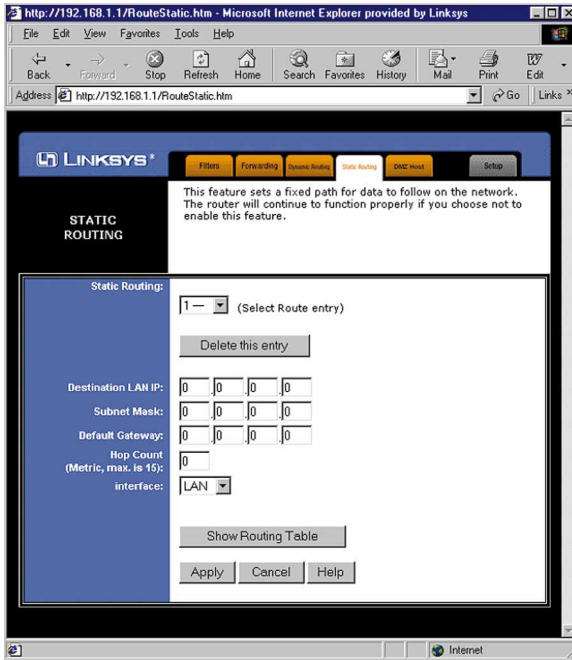 http://192.168.1.1/RouteStatic.htm - Microsoft Internet Explorer provided by Linksys
File Edit View Favorites Tools Help
Back Forward Stop Refresh Home Search Favorites History Mail Print Edit
Address http://192.168.1.1/RouteStatic.htm Go Links »
LINKSYS®
Filters Forwarding Dynamic Routing Static Routing DMZ Host Setup
STATIC
ROUTING
This feature sets a fixed path for data to follow on the network.
The router will continue to function properly if you choose not to
enable this feature.
Static Routing:
1 — (Select Route entry)
Delete this entry
Destination LAN IP: 0 .0 .0 .0
Subnet Mask: 0 .0 .0 .0
Default Gateway: 0 .0 .0 .0
Hop Count
(Metric, max. is 15): 0
interface: LAN
Show Routing Table
Apply Cancel Help
Internet